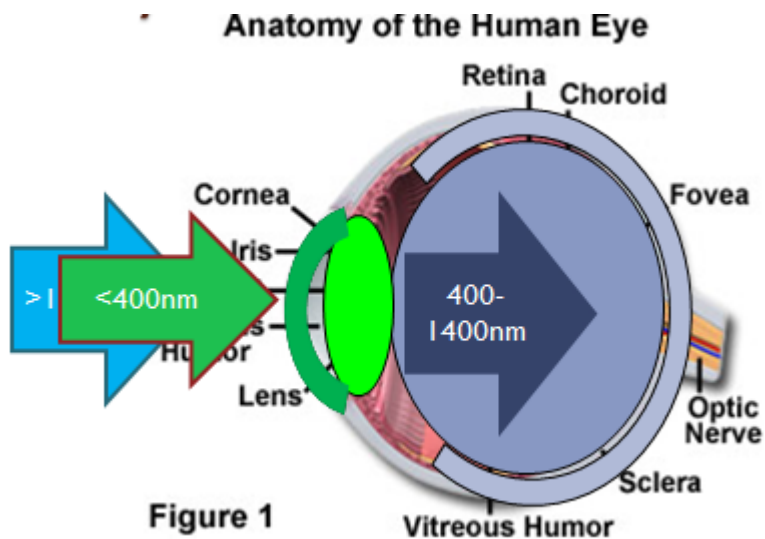 Anatomy of the Human Eye
Retina
Choroid
Cornea
Fovea
Iris
>1
<400nm
400-
1400nm
Humor
Lens
Optic
Nerve
Sclera
Figure 1
Vitreous Humor